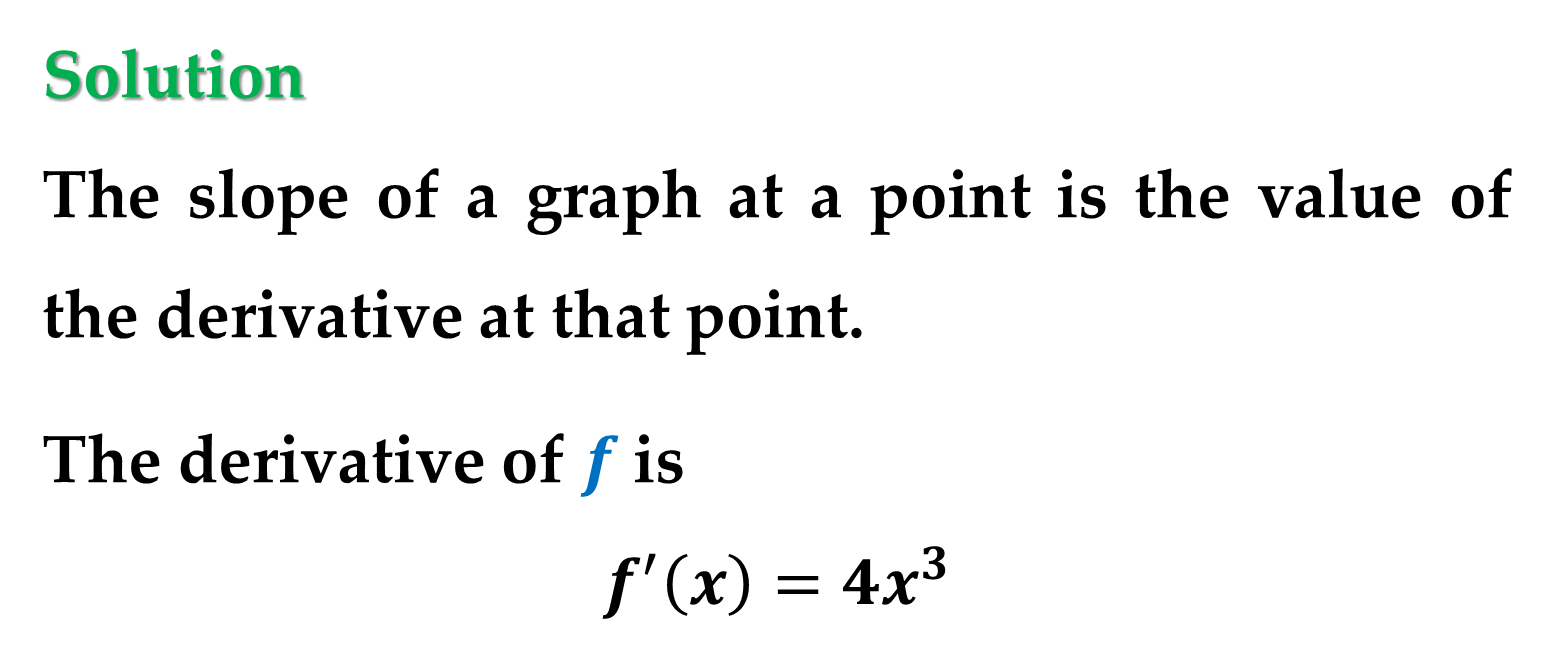 Solution
The slope of a graph at a point is the value of
the derivative at that point.
The derivative of f is
f′(x) = 4x³